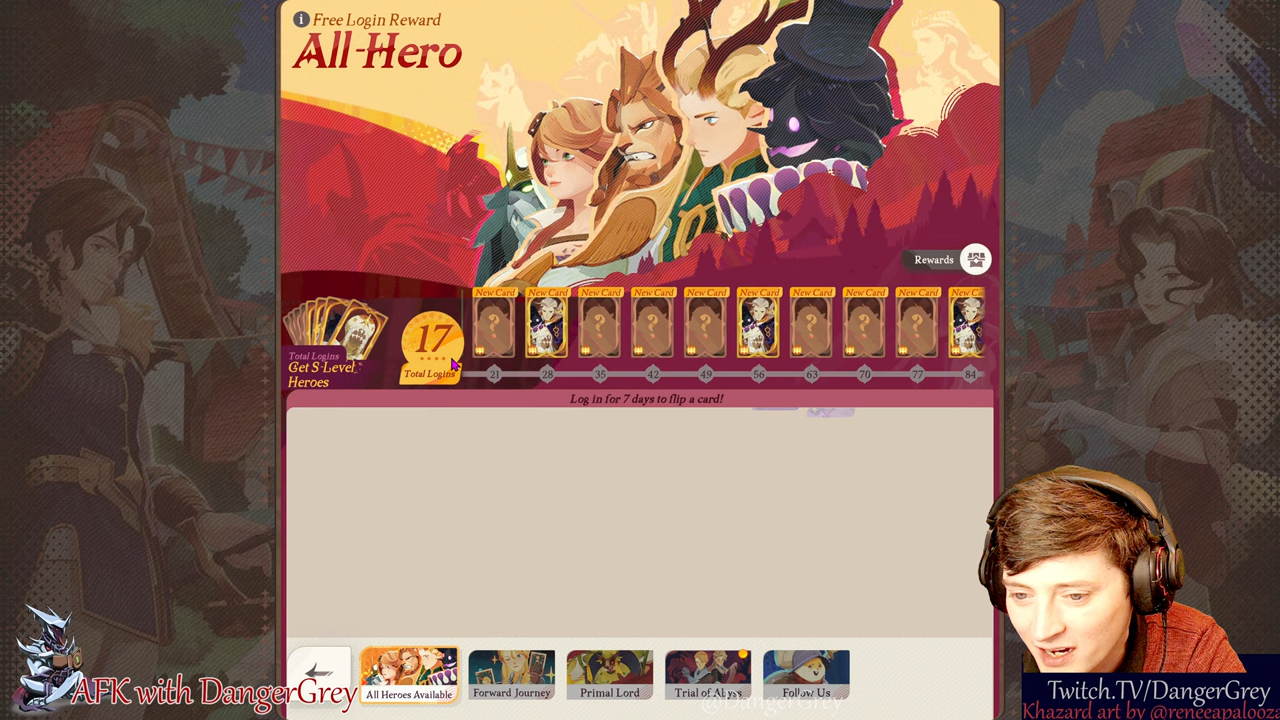 Free Login Reward
All-Hero
Rewards
New Card New Card New Card New Card New Card New Card New Card New Card New Card New C
17
Total Logins
Total Logins
Get S-Level
Heroes
21 28 35 42 49 56 63 70 77 84
Log in for 7 days to flip a card!
All Heroes Available
Forward Journey
Primal Lord
Trial of Abyss
Follow Us
@DangerGrey
AFK with DangerGrey
Twitch.TV/DangerGrey
Khazard art by @reneeapalooza